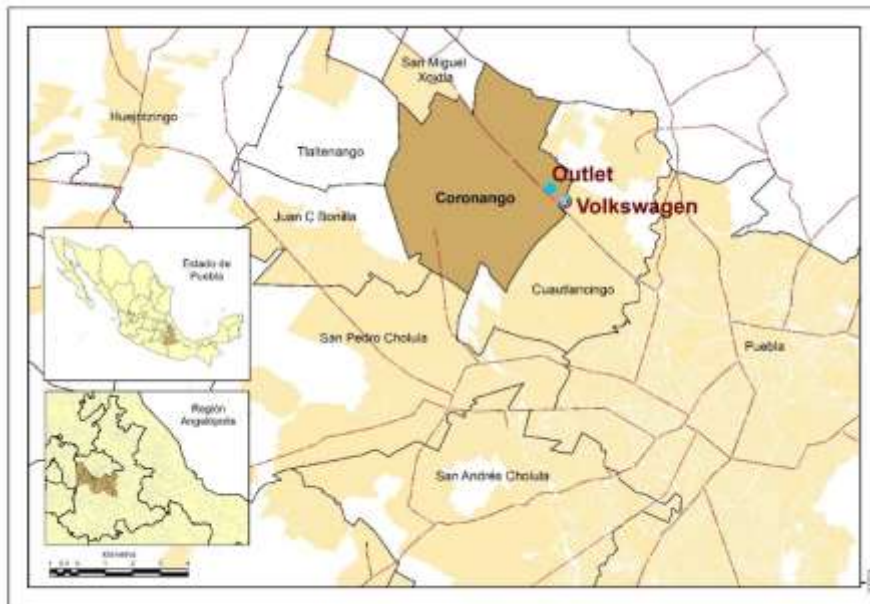 San Miguel
Xoxtla
Huejotzingo
Tlaltenango
Outlet
Coronango
Volkswagen
Juan C Bonilla
Estado de
Puebla
Cuautlancingo
San Pedro Cholula
Puebla
Región
Angelópolis
San Andrés Cholula